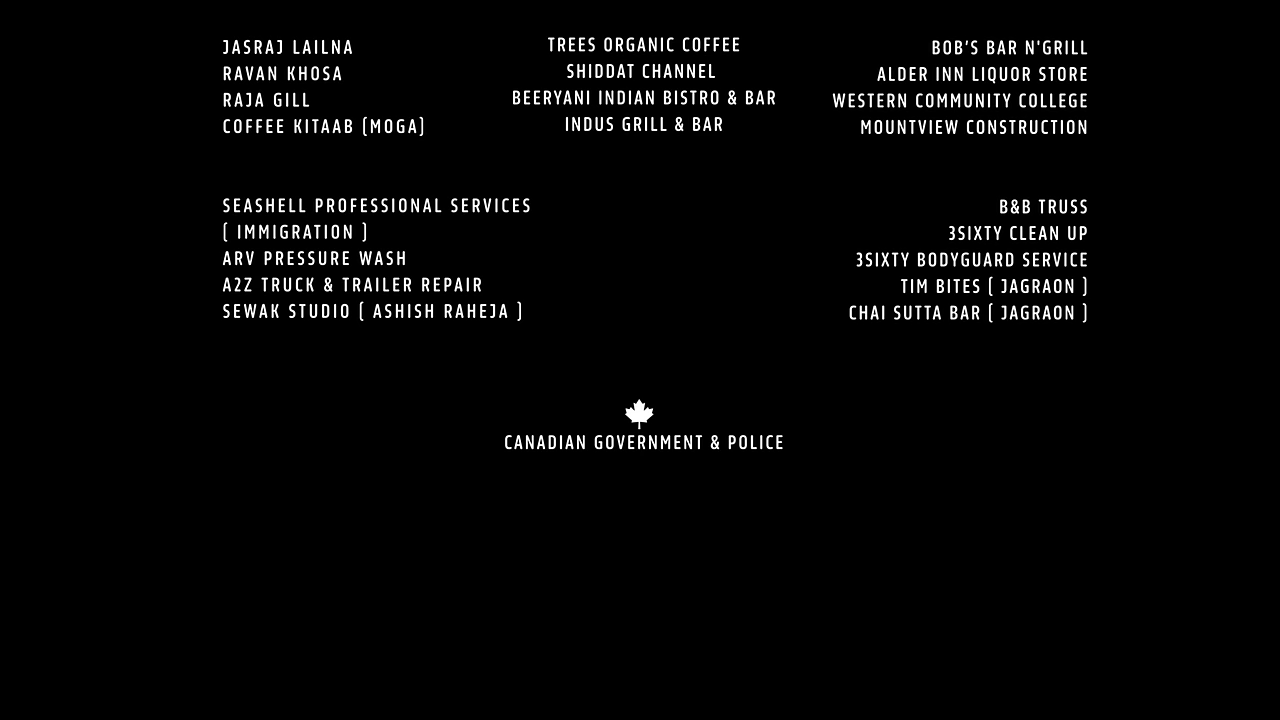 JASRAJ LAILNA
RAVAN KHOSA
RAJA GILL
COFFEE KITAAB (MOGA)
TREES ORGANIC COFFEE
SHIDDAT CHANNEL
BEERYANI INDIAN BISTRO & BAR
INDUS GRILL & BAR
BOB'S BAR N'GRILL
ALDER INN LIQUOR STORE
WESTERN COMMUNITY COLLEGE
MOUNTVIEW CONSTRUCTION
SEASHELL PROFESSIONAL SERVICES
( IMMIGRATION )
ARV PRESSURE WASH
A2Z TRUCK & TRAILER REPAIR
SEWAK STUDIO ( ASHISH RAHEJA )
B&B TRUSS
3SIXTY CLEAN UP
3SIXTY BODYGUARD SERVICE
TIM BITES ( JAGRAON )
CHAI SUTTA BAR ( JAGRAON )
CANADIAN GOVERNMENT & POLICE